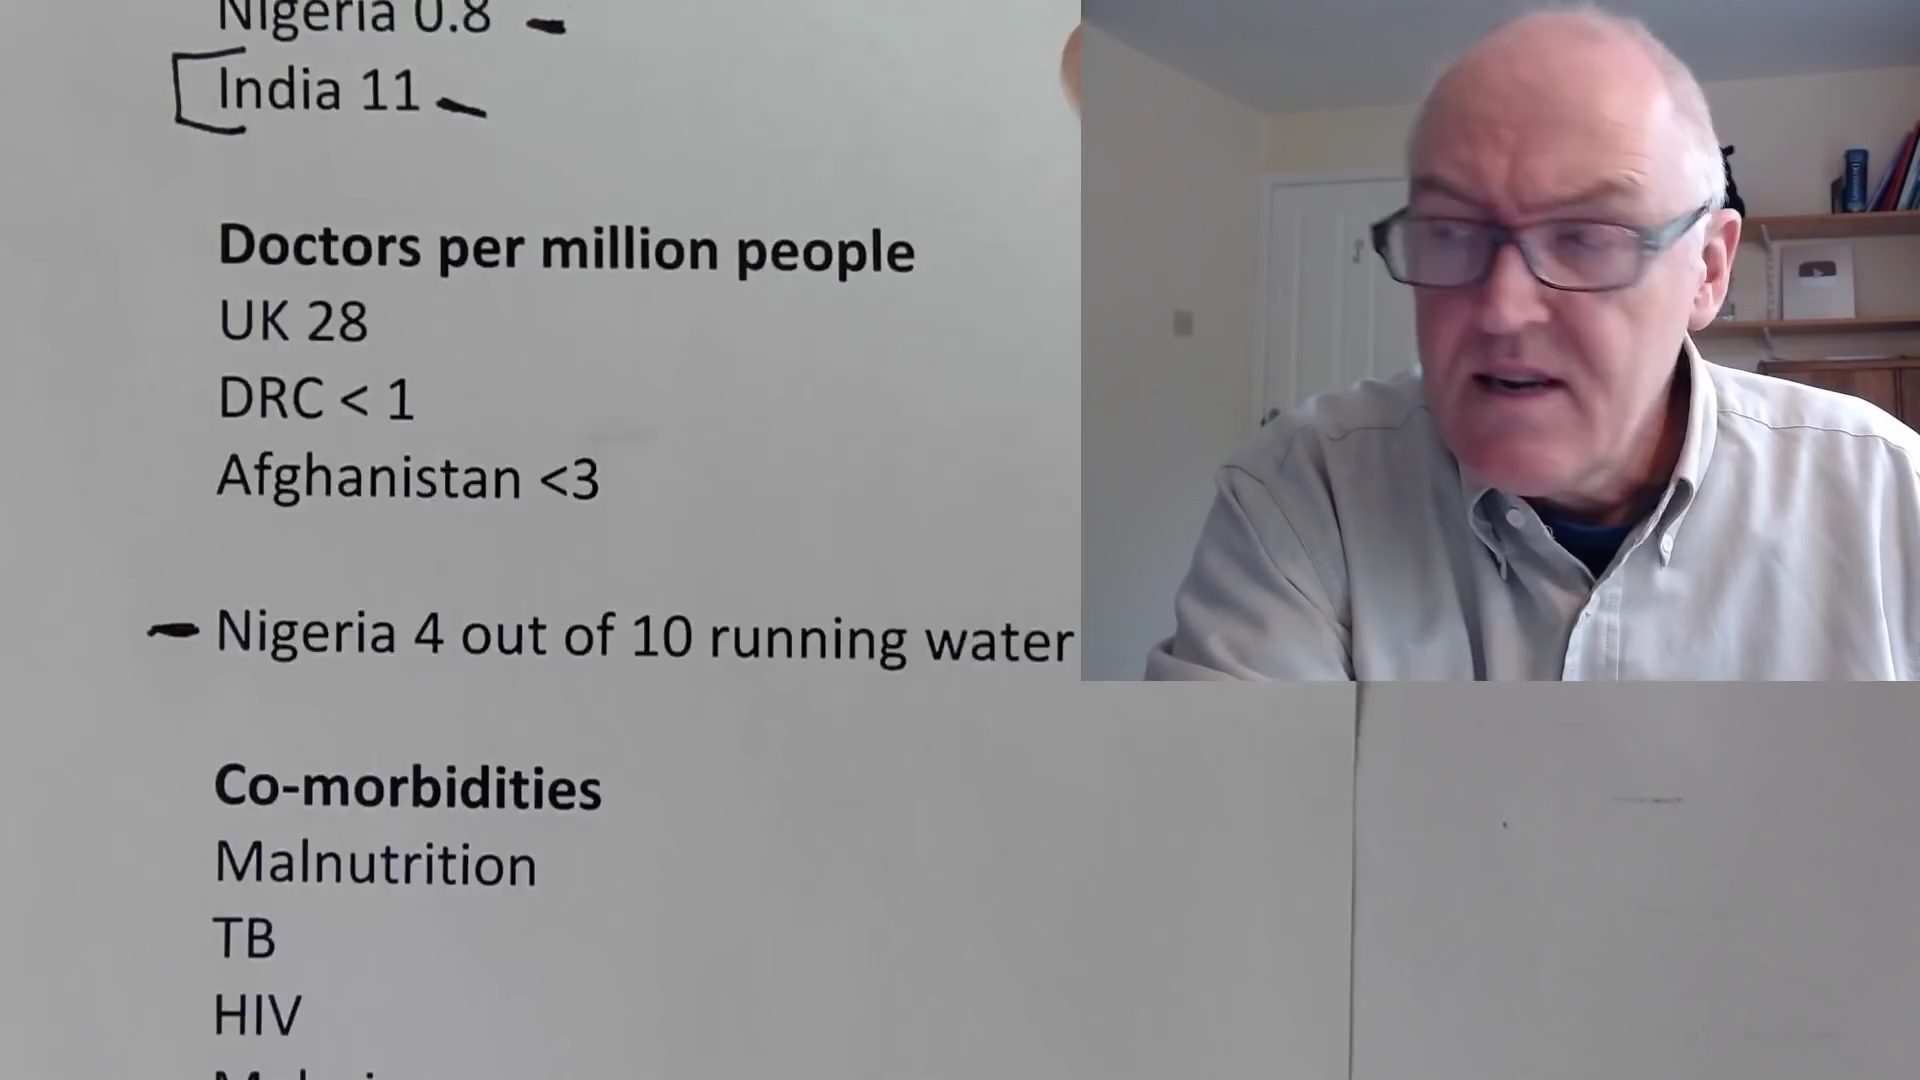 Nigeria 0.8
India 11
Doctors per million people
UK 28
DRC < 1
Afghanistan <3
Nigeria 4 out of 10 running water
Co-morbidities
Malnutrition
TB
HIV